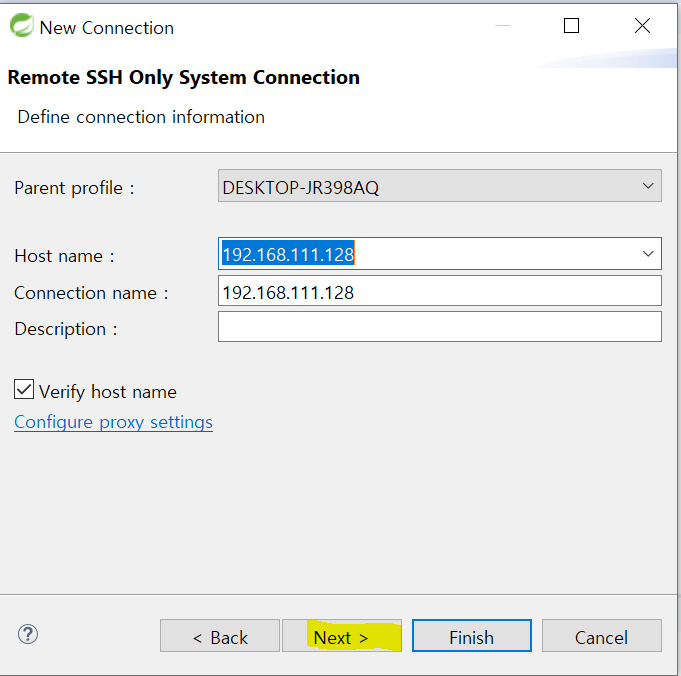 New Connection
Remote SSH Only System Connection
Define connection information
Parent profile : DESKTOP-JR398AQ
Host name : 192.168.111.128
Connection name : 192.168.111.128
Description :
Verify host name
Configure proxy settings
? < Back Next > Finish Cancel